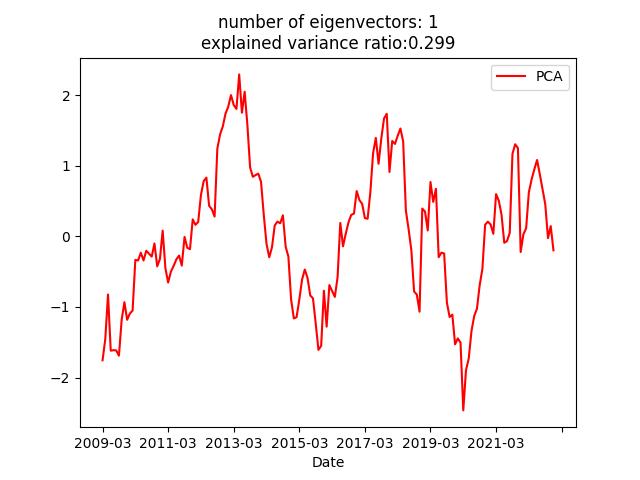 number of eigenvectors: 1
explained variance ratio:0.299
PCA
2
1
0
−1
−2
2009-03 2011-03 2013-03 2015-03 2017-03 2019-03 2021-03
Date